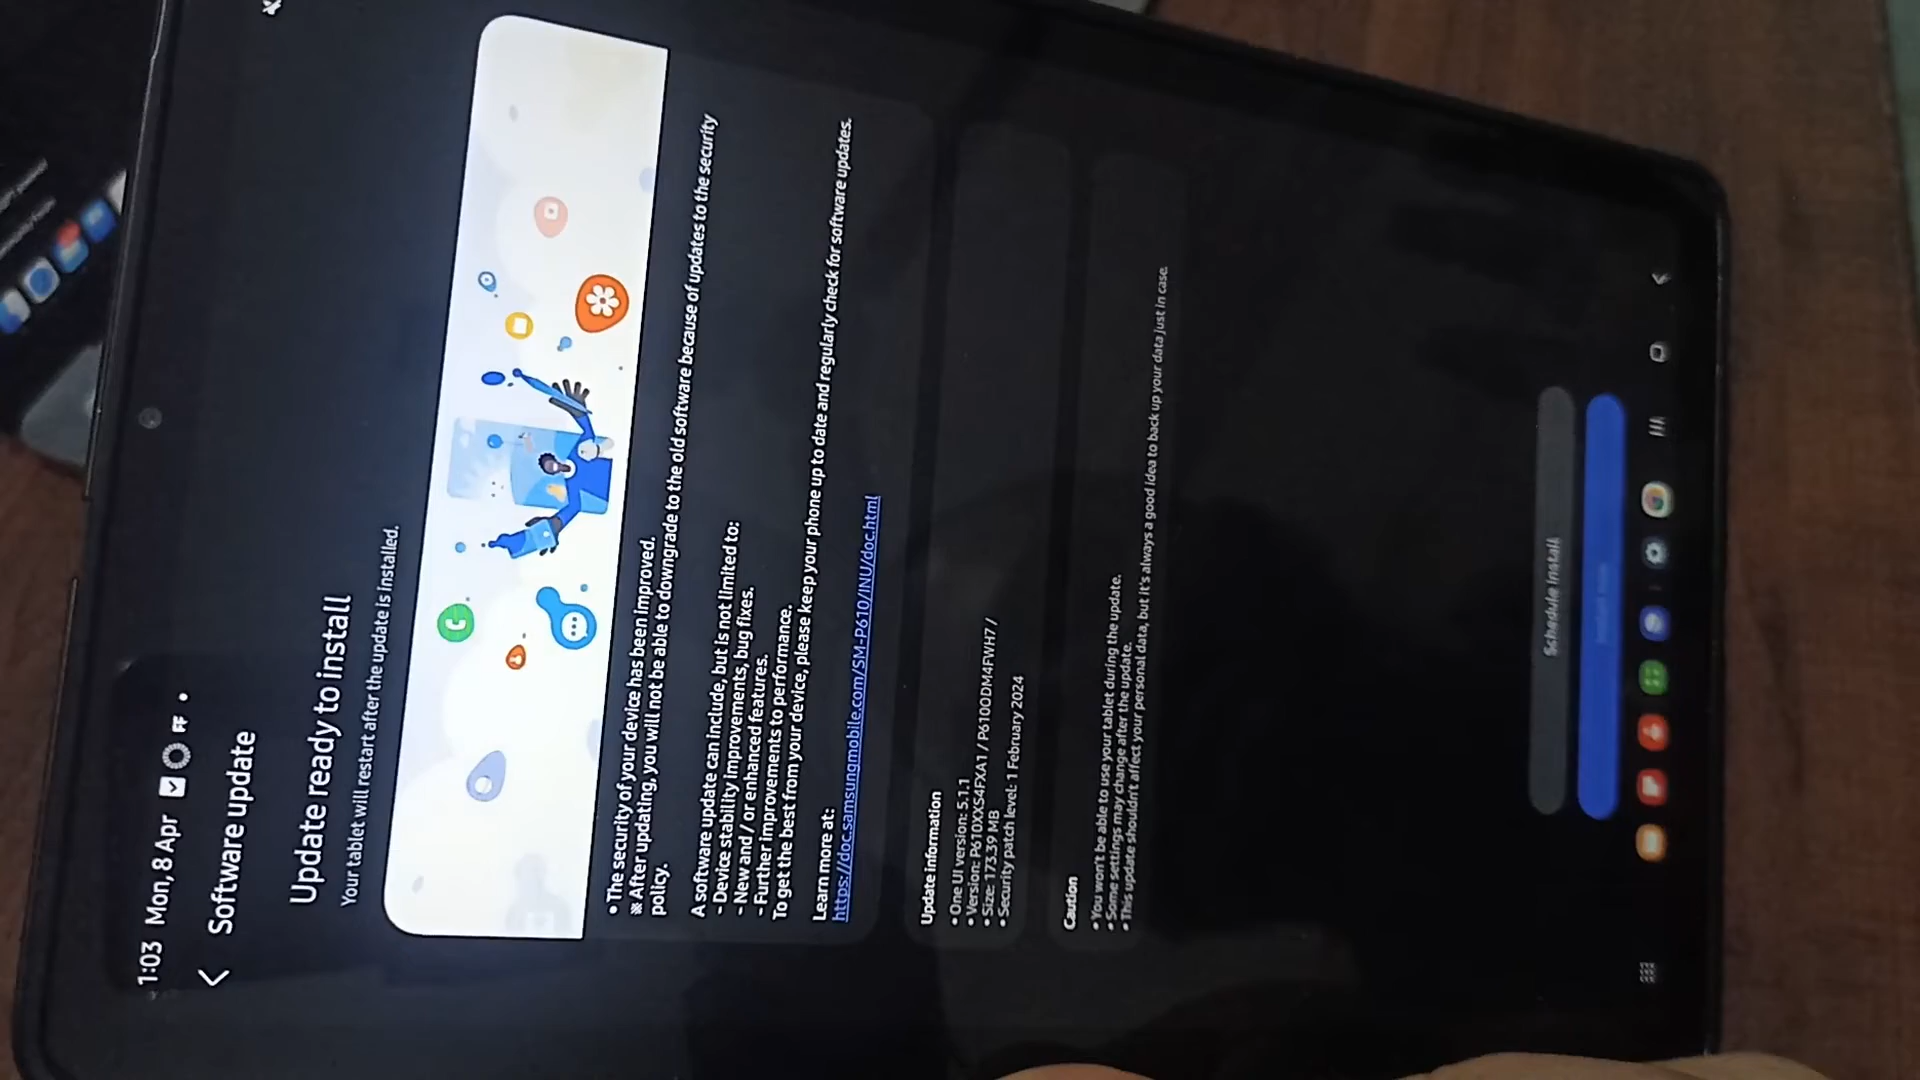 1:03 Mon, 8 Apr FF
Software update
Update ready to install
Your tablet will restart after the update is installed.
• The security of your device has been improved.
※ After updating, you will not be able to downgrade to the old software because of updates to the security
policy.
A software update can include, but is not limited to:
- Device stability improvements, bug fixes.
- New and / or enhanced features.
- Further improvements to performance.
To get the best from your device, please keep your phone up to date and regularly check for software updates.
Learn more at:
https://doc.samsungmobile.com/SM-P610/INU/doc.html
Update information
• One UI version: 5.1.1
• Version: P610XXS4FXA1 / P610ODM4FWH7 /
• Size: 173.39 MB
• Security patch level: 1 February 2024
Caution
• You won't be able to use your tablet during the update.
• Some settings may change after the update.
• This update shouldn't affect your personal data, but it's always a good idea to back up your data just in case.
Schedule install
Install now